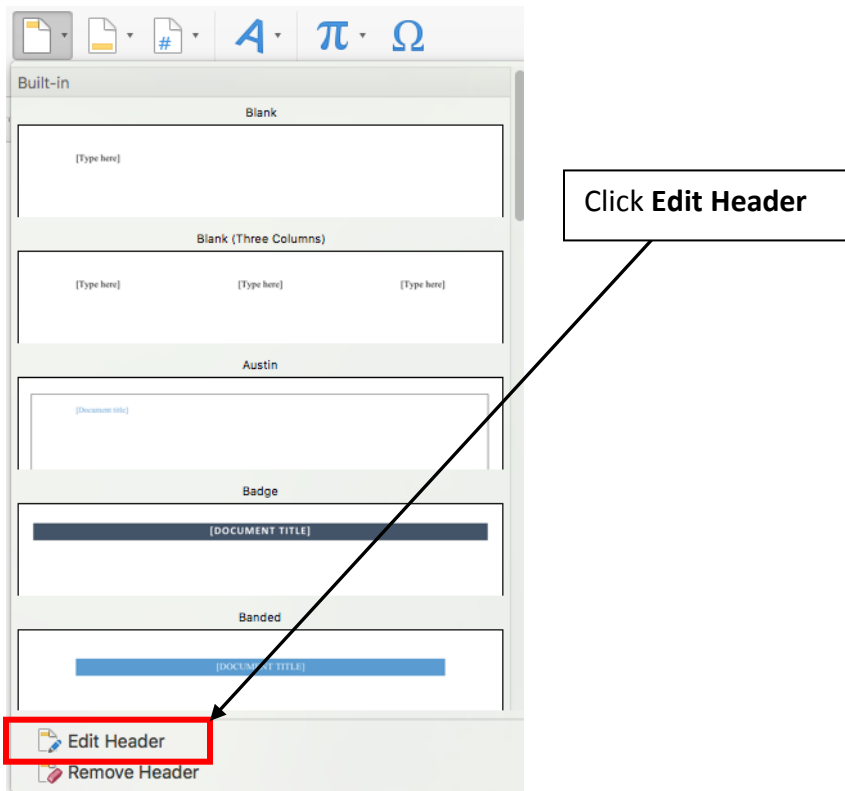 # A π Ω
Built-in
Blank
[Type here]
Click Edit Header
Blank (Three Columns)
[Type here] [Type here] [Type here]
Austin
[Document title]
Badge
[DOCUMENT TITLE]
Banded
[DOCUMENT TITLE]
Edit Header
Remove Header